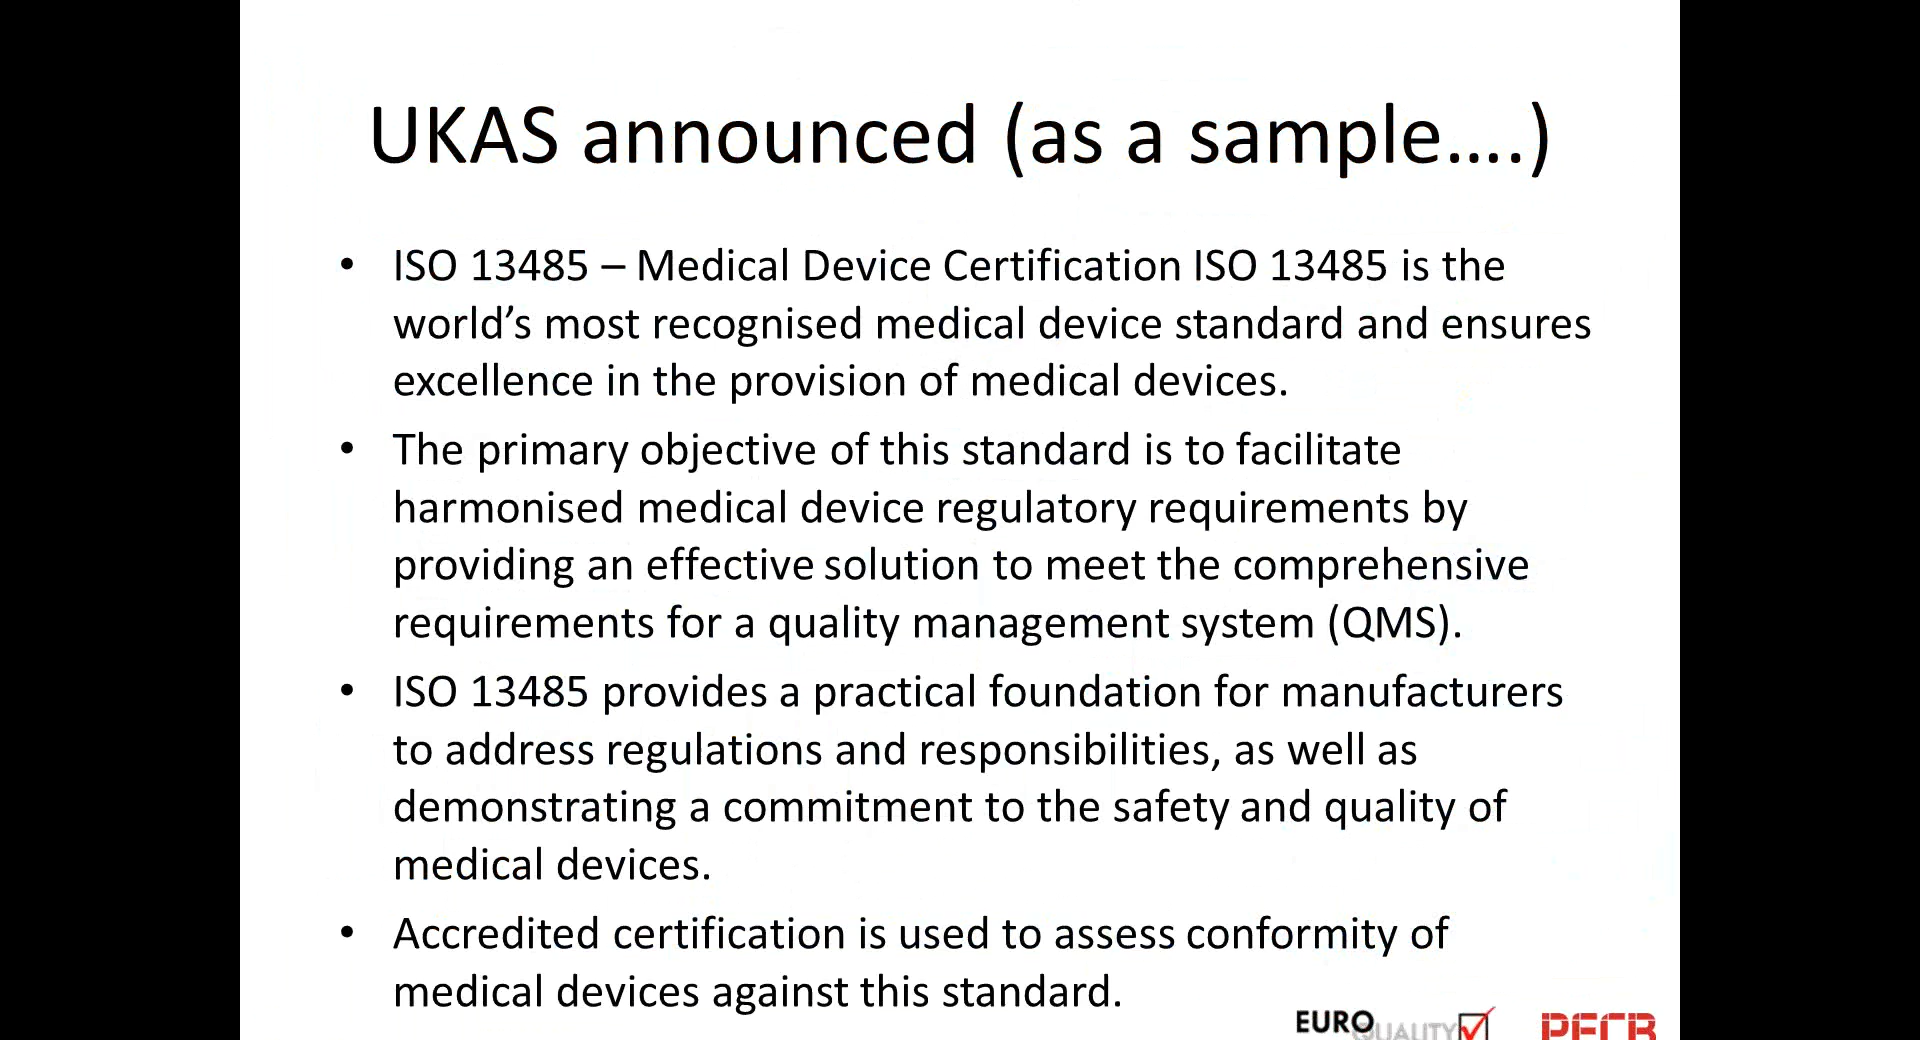 UKAS announced (as a sample….)
• ISO 13485 – Medical Device Certification ISO 13485 is the
world’s most recognised medical device standard and ensures
excellence in the provision of medical devices.
• The primary objective of this standard is to facilitate
harmonised medical device regulatory requirements by
providing an effective solution to meet the comprehensive
requirements for a quality management system (QMS).
• ISO 13485 provides a practical foundation for manufacturers
to address regulations and responsibilities, as well as
demonstrating a commitment to the safety and quality of
medical devices.
• Accredited certification is used to assess conformity of
medical devices against this standard.
EURO QUALITY
PECB